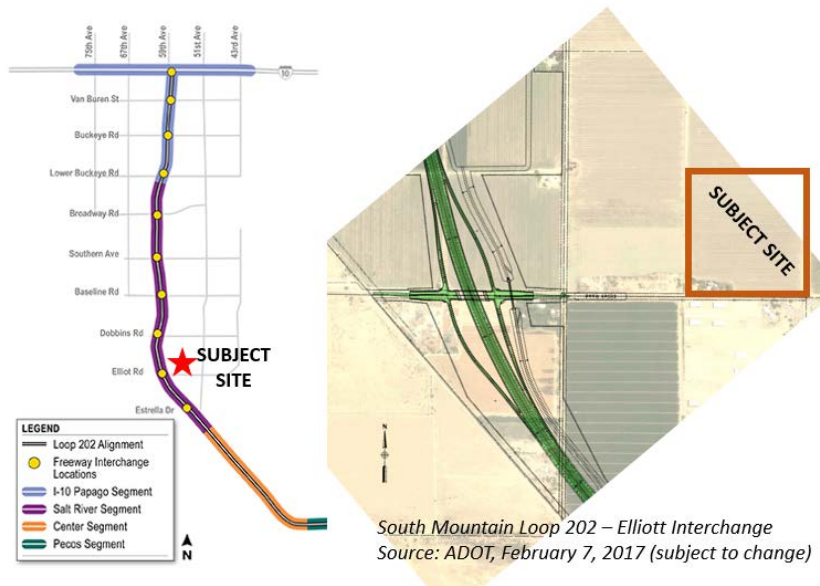 75th Ave
67th Ave
59th Ave
51st Ave
43rd Ave
10
Van Buren St
Buckeye Rd
Lower Buckeye Rd
Broadway Rd
Southern Ave
Baseline Rd
Dobbins Rd
SUBJECT
SITE
Elliot Rd
Estrella Dr
LEGEND
Loop 202 Alignment
Freeway Interchange
Locations
I-10 Papago Segment
Salt River Segment
Center Segment
Pecos Segment
N
SUBJECT SITE
N
South Mountain Loop 202 – Elliott Interchange
Source: ADOT, February 7, 2017 (subject to change)